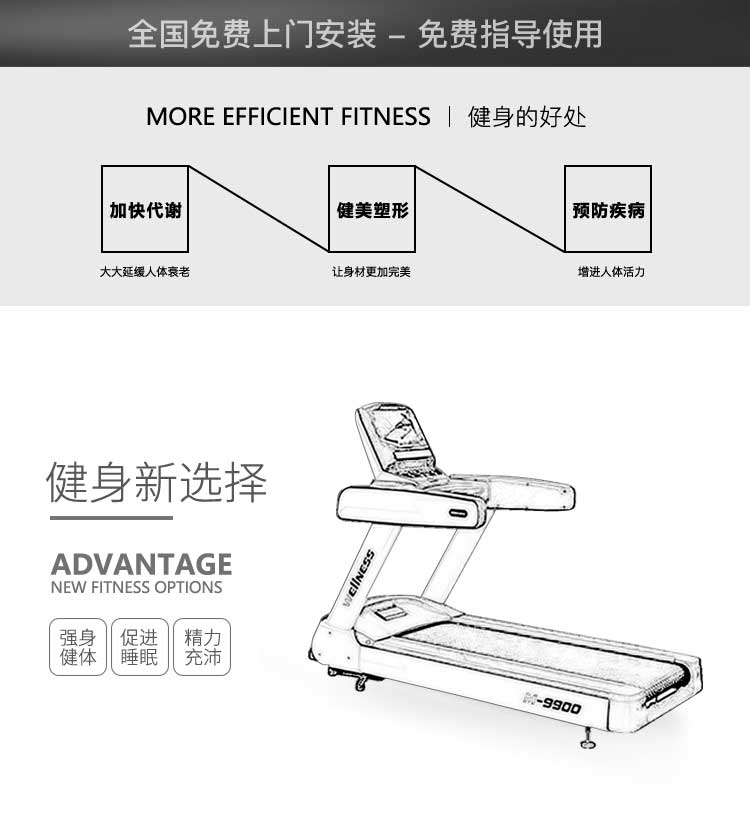 全国免费上门安装 – 免费指导使用
MORE EFFICIENT FITNESS | 健身的好处
加快代谢
健美塑形
预防疾病
大大延缓人体衰老
让身材更加完美
增进人体活力
健身新选择
ADVANTAGE
NEW FITNESS OPTIONS
强身
健体
促进
睡眠
精力
充沛
WEllNESS
M-9900